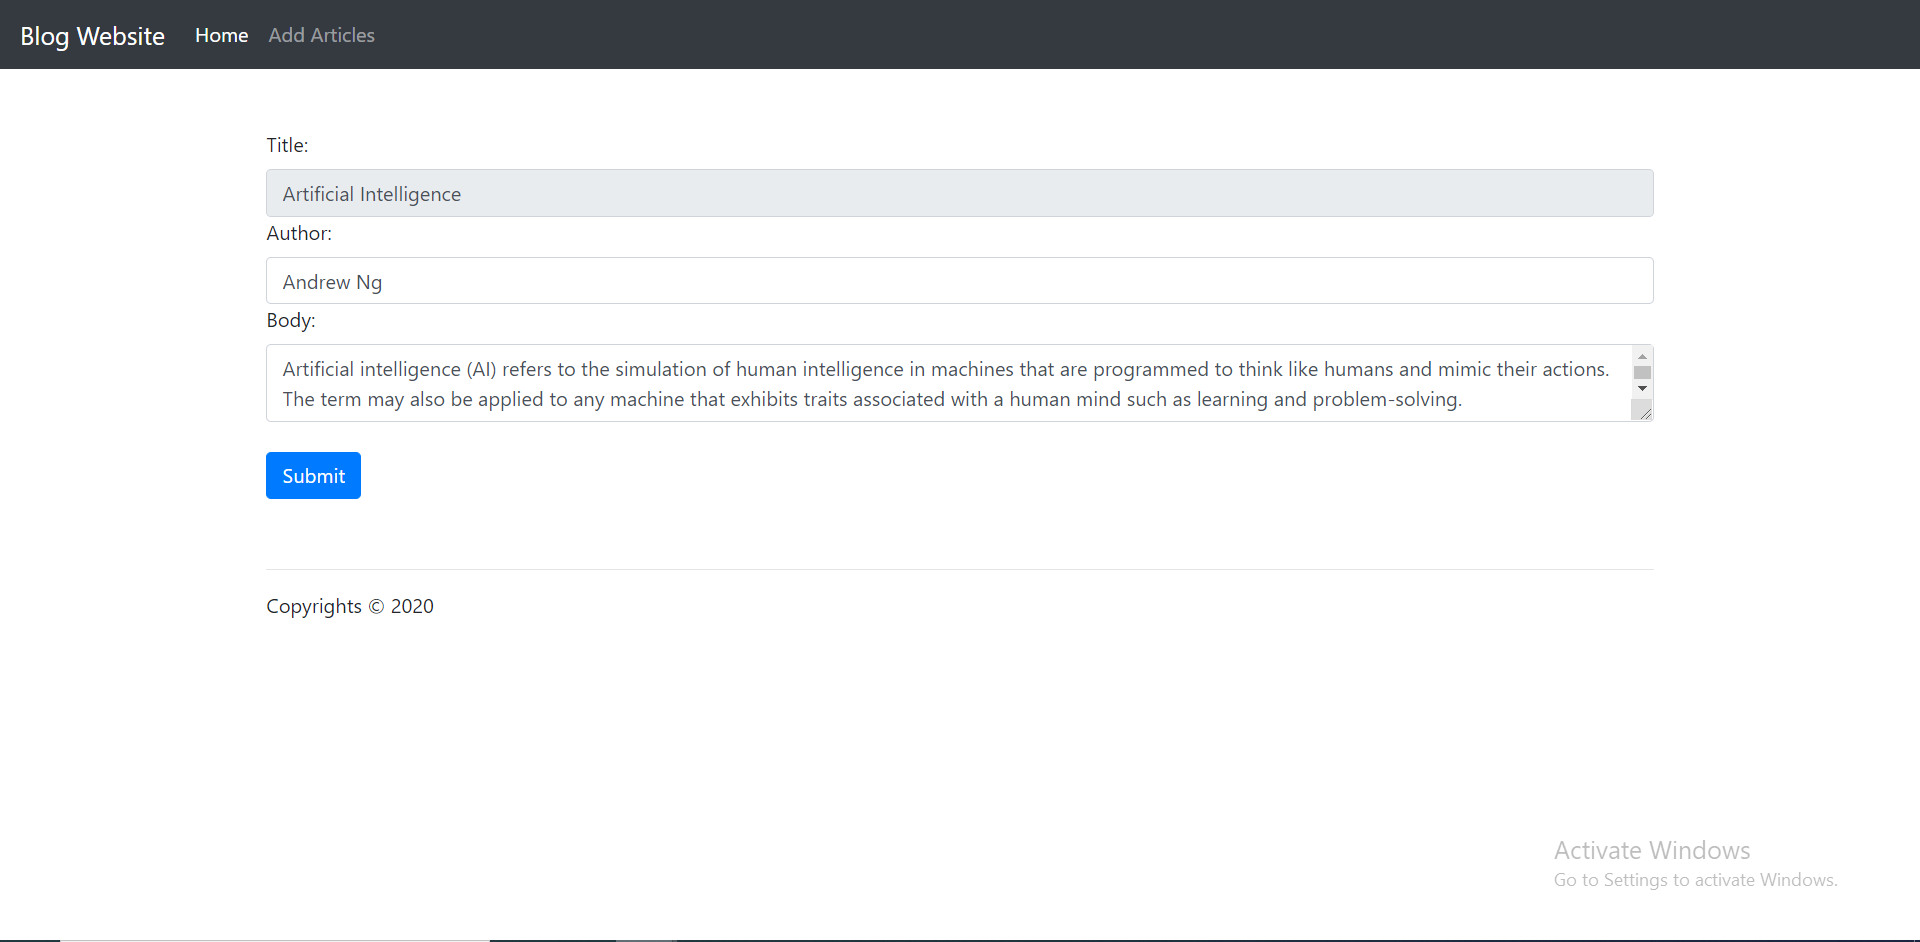 Blog Website Home Add Articles
Title:
Artificial Intelligence
Author:
Andrew Ng
Body:
Artificial intelligence (AI) refers to the simulation of human intelligence in machines that are programmed to think like humans and mimic their actions.
The term may also be applied to any machine that exhibits traits associated with a human mind such as learning and problem-solving.
Submit
Copyrights © 2020
Activate Windows
Go to Settings to activate Windows.